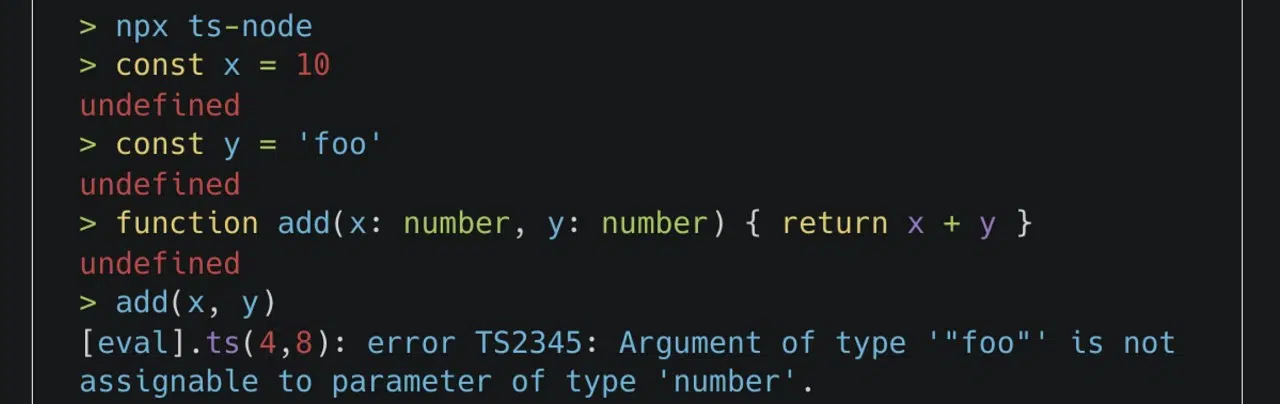 > npx ts-node
> const x = 10
undefined
> const y = 'foo'
undefined
> function add(x: number, y: number) { return x + y }
undefined
> add(x, y)
[eval].ts(4,8): error TS2345: Argument of type '"foo"' is not
assignable to parameter of type 'number'.